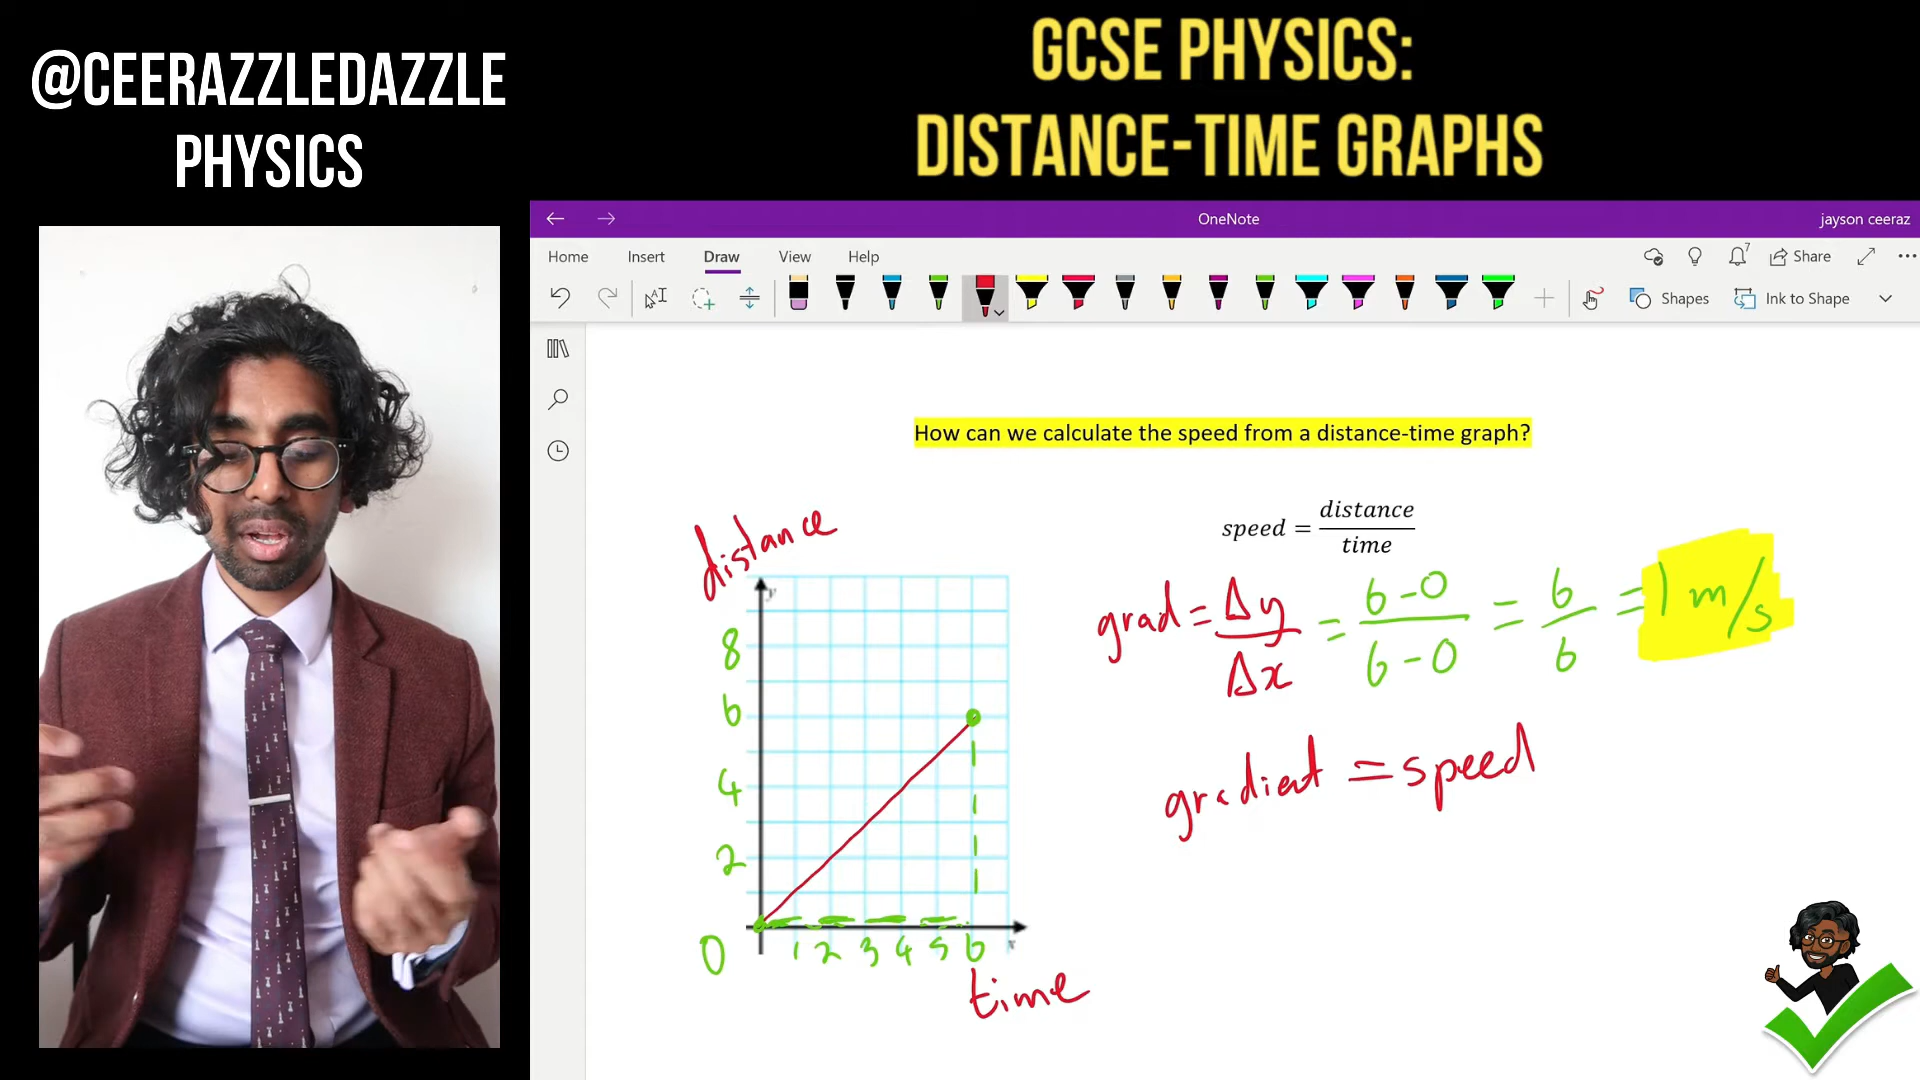 @CEERAZZLEDAZZLE
PHYSICS
GCSE PHYSICS:
DISTANCE-TIME GRAPHS
OneNote
jayson ceeraz
Home Insert Draw View Help
7
Share
Shapes
Ink to Shape
How can we calculate the speed from a distance-time graph?
speed = distance/time
grad = Δy/Δx = 6-0/6-0 = 6/6 = 1 m/s
gradient = speed
distance
y
8
6
4
2
0
1 2 3 4 5 6
x
time